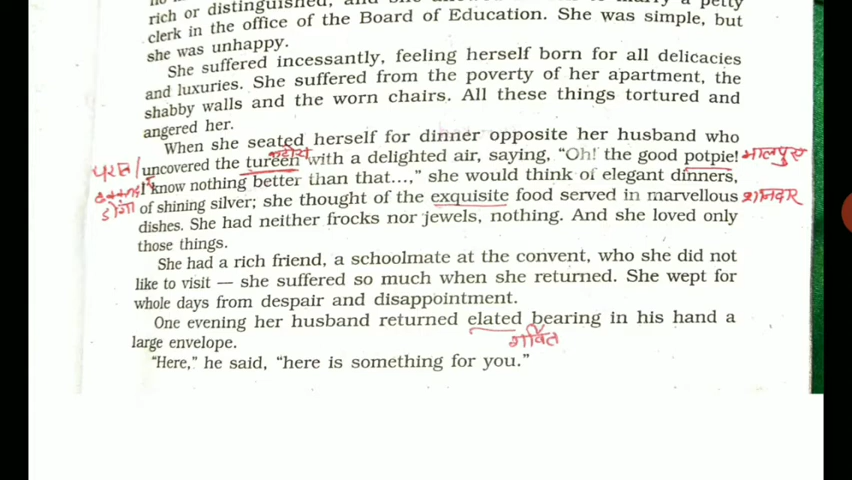 rich or distinguished, and she
clerk in the office of the Board of Education. She was simple, but
she was unhappy.
She suffered incessantly, feeling herself born for all delicacies
and luxuries. She suffered from the poverty of her apartment, the
shabby walls and the worn chairs. All these things tortured and
angered her.
When she seated herself for dinner opposite her husband who
uncovered the tureen with a delighted air, saying, “Oh! the good potpie!
I know nothing better than that…,” she would think of elegant dinners,
of shining silver; she thought of the exquisite food served in marvellous शानदार
dishes. She had neither frocks nor jewels, nothing. And she loved only
those things.
She had a rich friend, a schoolmate at the convent, who she did not
like to visit — she suffered so much when she returned. She wept for
whole days from despair and disappointment.
One evening her husband returned elated bearing in his hand a
गर्वित
large envelope.
“Here,” he said, “here is something for you.”